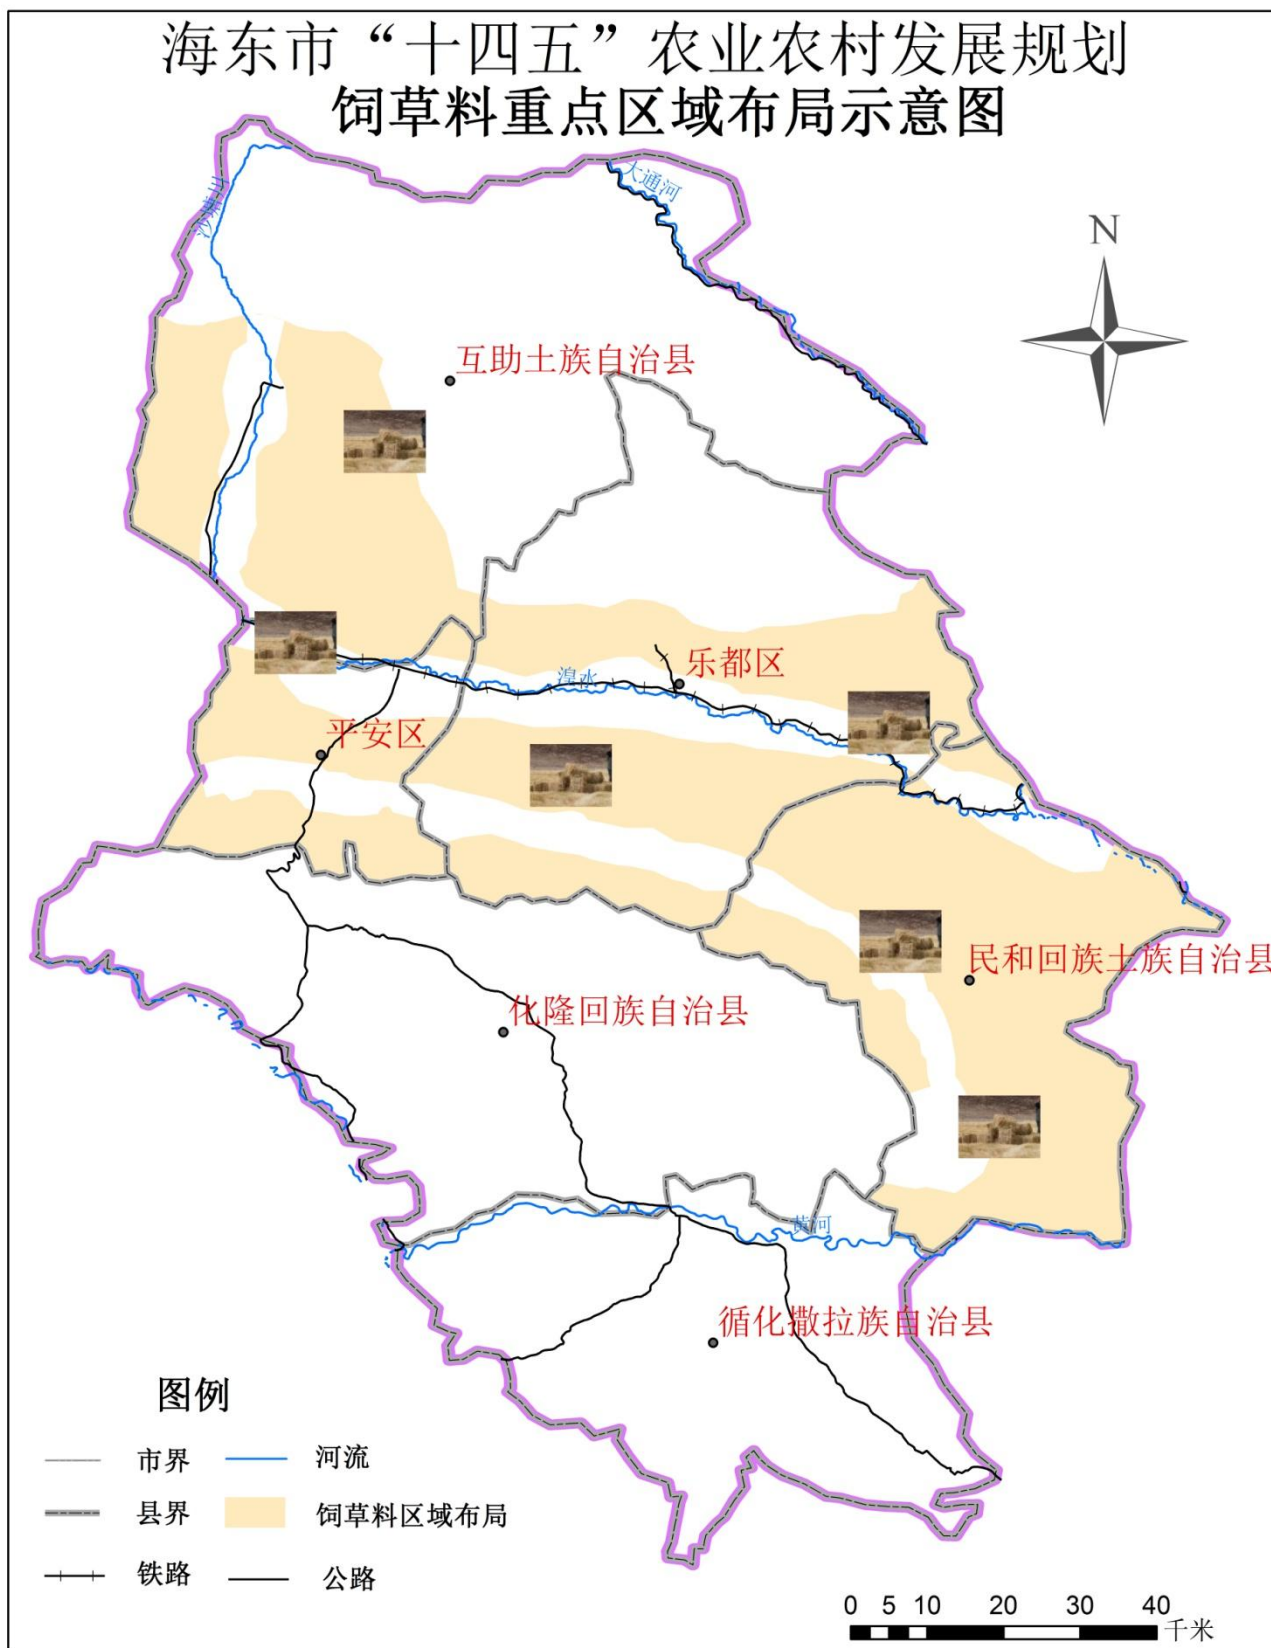 海东市“十四五”农业农村发展规划
饲草料重点区域布局示意图
大通河
沙塘川
N
互助土族自治县
湟水
乐都区
平安区
民和回族土族自治县
化隆回族自治县
黄河
循化撒拉族自治县
图例
市界
河流
县界
饲草料区域布局
铁路
公路
0 5 10 20 30 40
千米